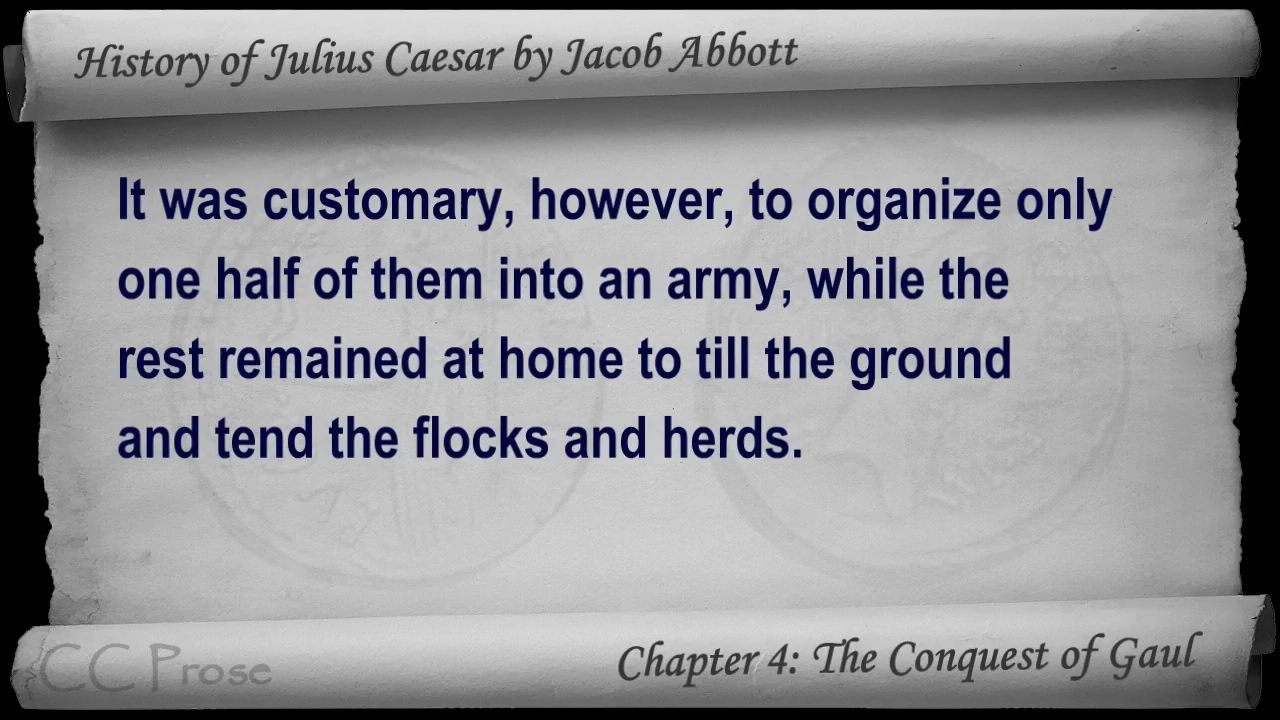 History of Julius Caesar by Jacob Abbott
It was customary, however, to organize only
one half of them into an army, while the
rest remained at home to till the ground
and tend the flocks and herds.
CC Prose
Chapter 4: The Conquest of Gaul